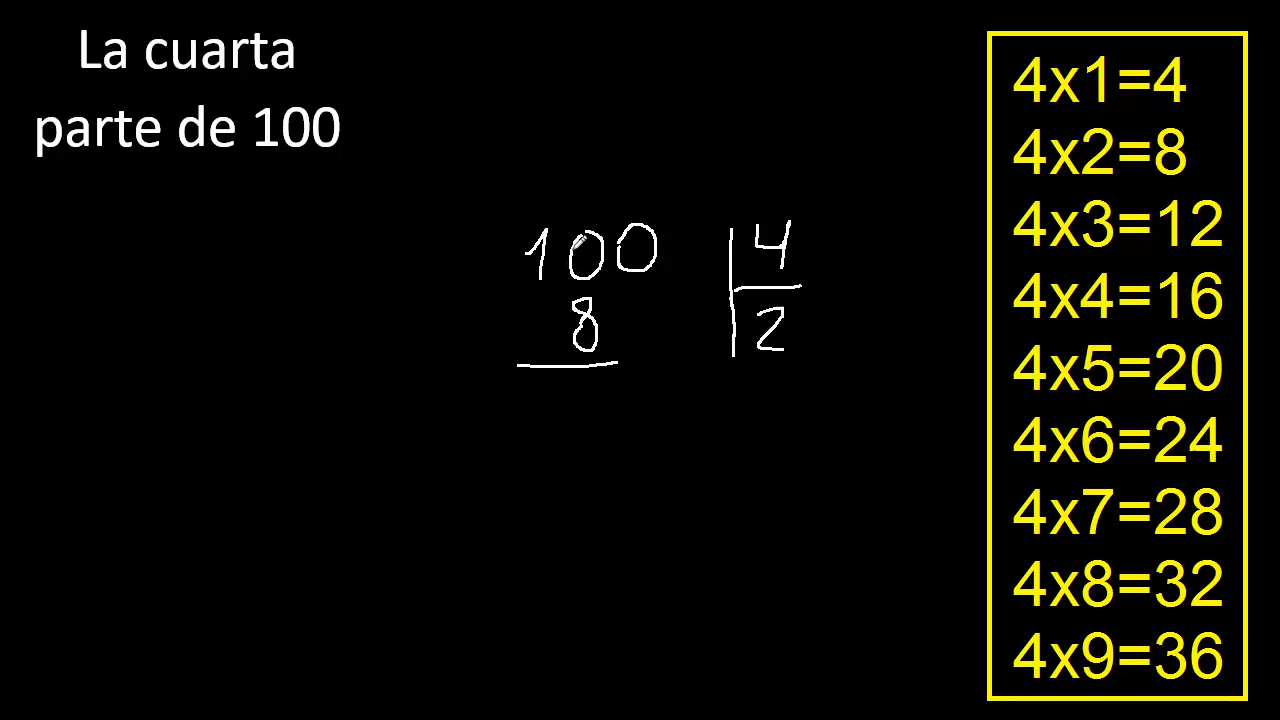 La cuarta
parte de 100
100 4
8 2
4x1=4
4x2=8
4x3=12
4x4=16
4x5=20
4x6=24
4x7=28
4x8=32
4x9=36